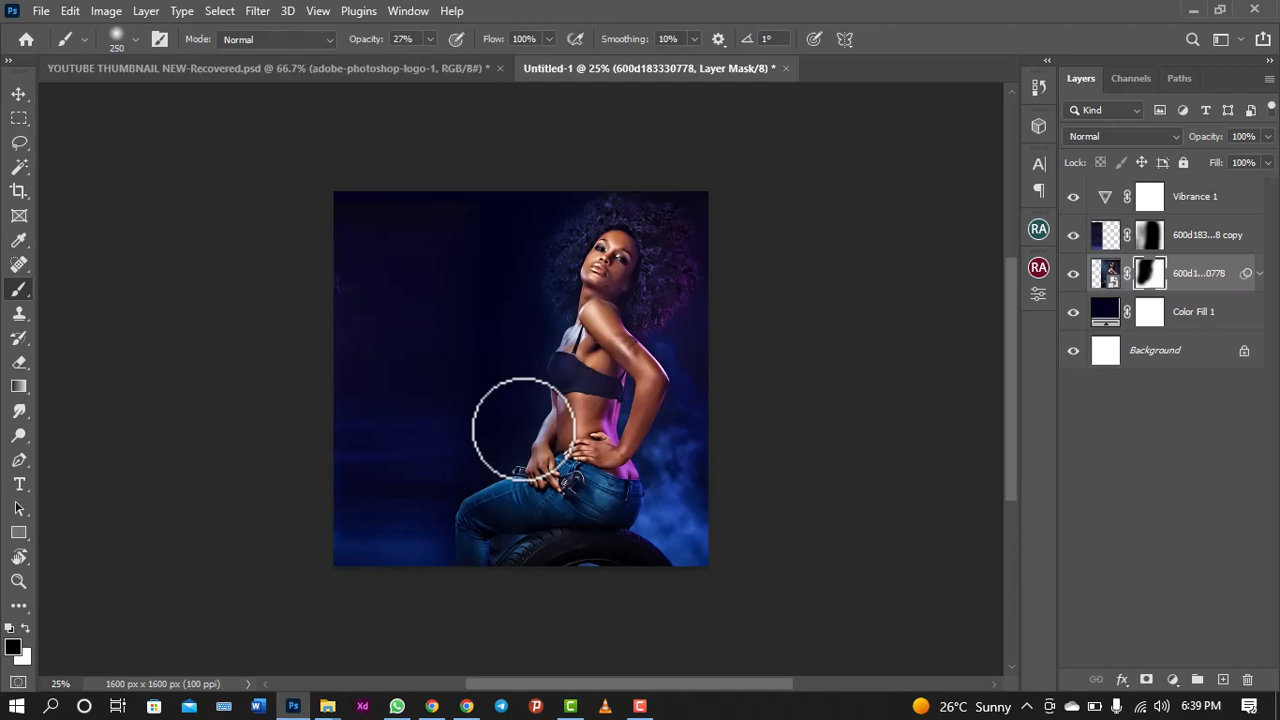 Ps File Edit Image Layer Type Select Filter 3D View Plugins Window Help
250 Mode: Normal Opacity: 27% Flow: 100% Smoothing: 10% 1°
YOUTUBE THUMBNAIL NEW-Recovered.psd @ 66.7% (adobe-photoshop-logo-1, RGB/8#) * × Untitled-1 @ 25% (600d183330778, Layer Mask/8) * ×
Layers Channels Paths
Kind
Normal Opacity: 100%
Lock: Fill: 100%
Vibrance 1
600d183...8 copy
600d1...0778
Color Fill 1
Background
RA
RA
25% 1600 px x 1600 px (100 ppi)
Ps Xd 26°C Sunny 6:39 PM